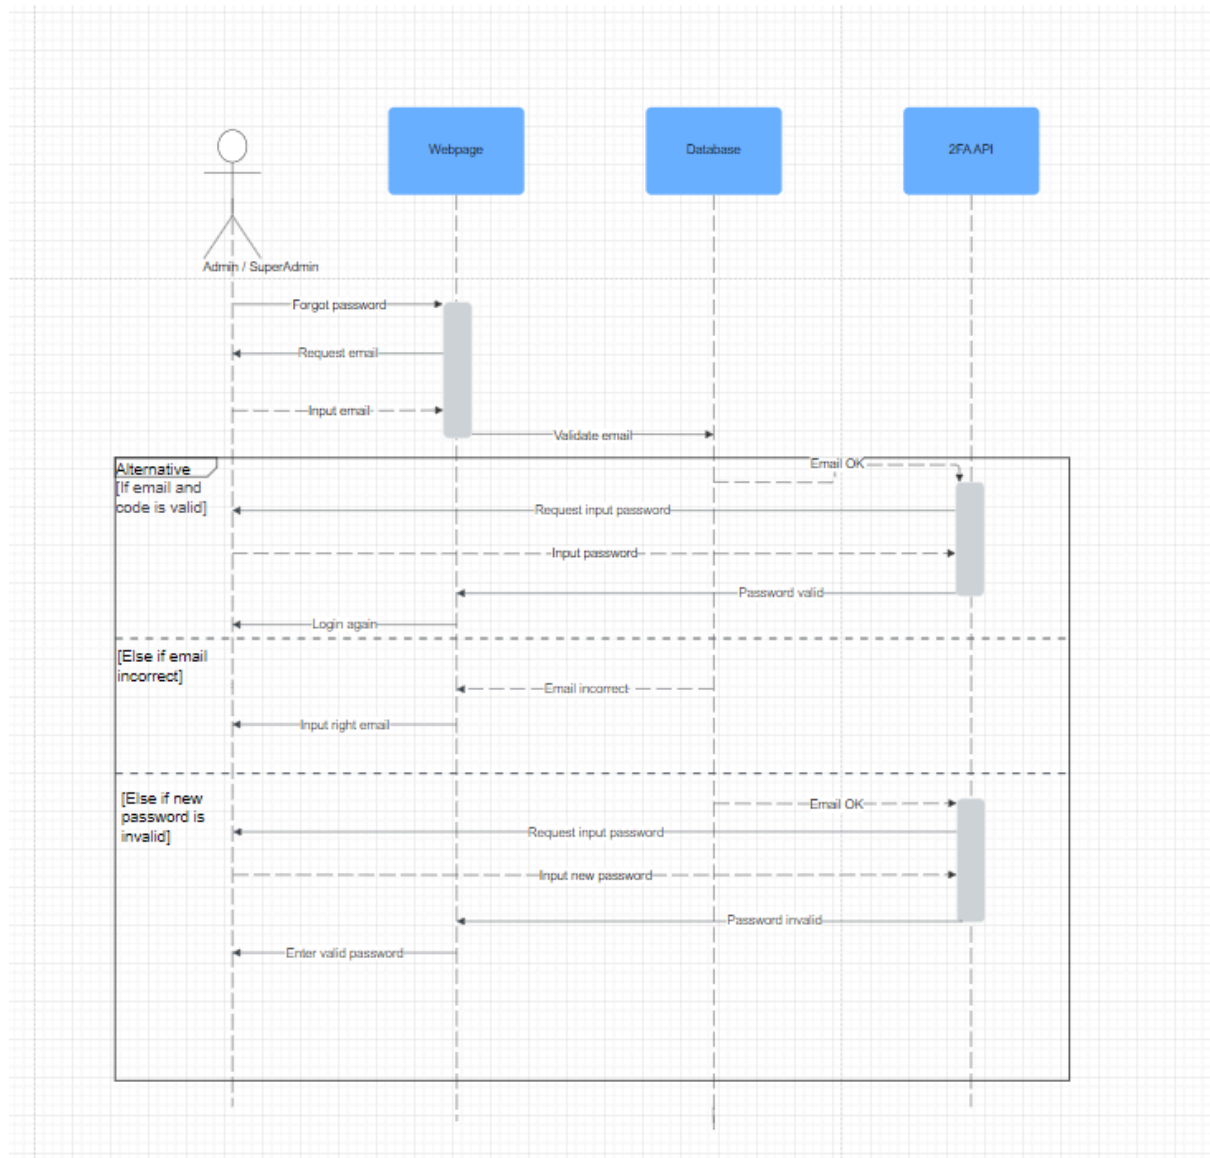 Webpage
Database
2FA API
Admin / SuperAdmin
Forgot password
Request email
Input email
Validate email
Alternative
Email OK
[If email and
code is valid]
Request input password
Input password
Password valid
Login again
[Else if email
incorrect]
Email incorrect
Input right email
[Else if new
password is
invalid]
Email OK
Request input password
Input new password
Password invalid
Enter valid password